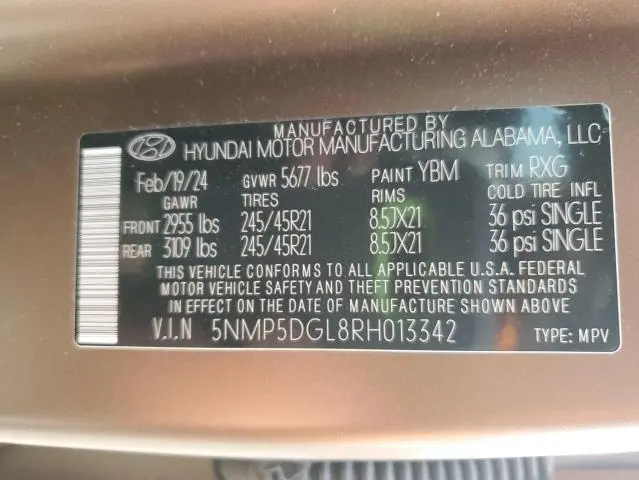 MANUFACTURED BY
HYUNDAI MOTOR MANUFACTURING ALABAMA, LLC
Feb/19/24 GVWR 5677 lbs PAINT YBM TRIM RXG
GAWR TIRES RIMS COLD TIRE INFL
FRONT 2955 lbs 245/45R21 8.5JX21 36 psi SINGLE
REAR 3109 lbs 245/45R21 8.5JX21 36 psi SINGLE
THIS VEHICLE CONFORMS TO ALL APPLICABLE U.S.A. FEDERAL
MOTOR VEHICLE SAFETY AND THEFT PREVENTION STANDARDS
IN EFFECT ON THE DATE OF MANUFACTURE SHOWN ABOVE.
V.I.N 5NMP5DGL8RH013342 TYPE: MPV